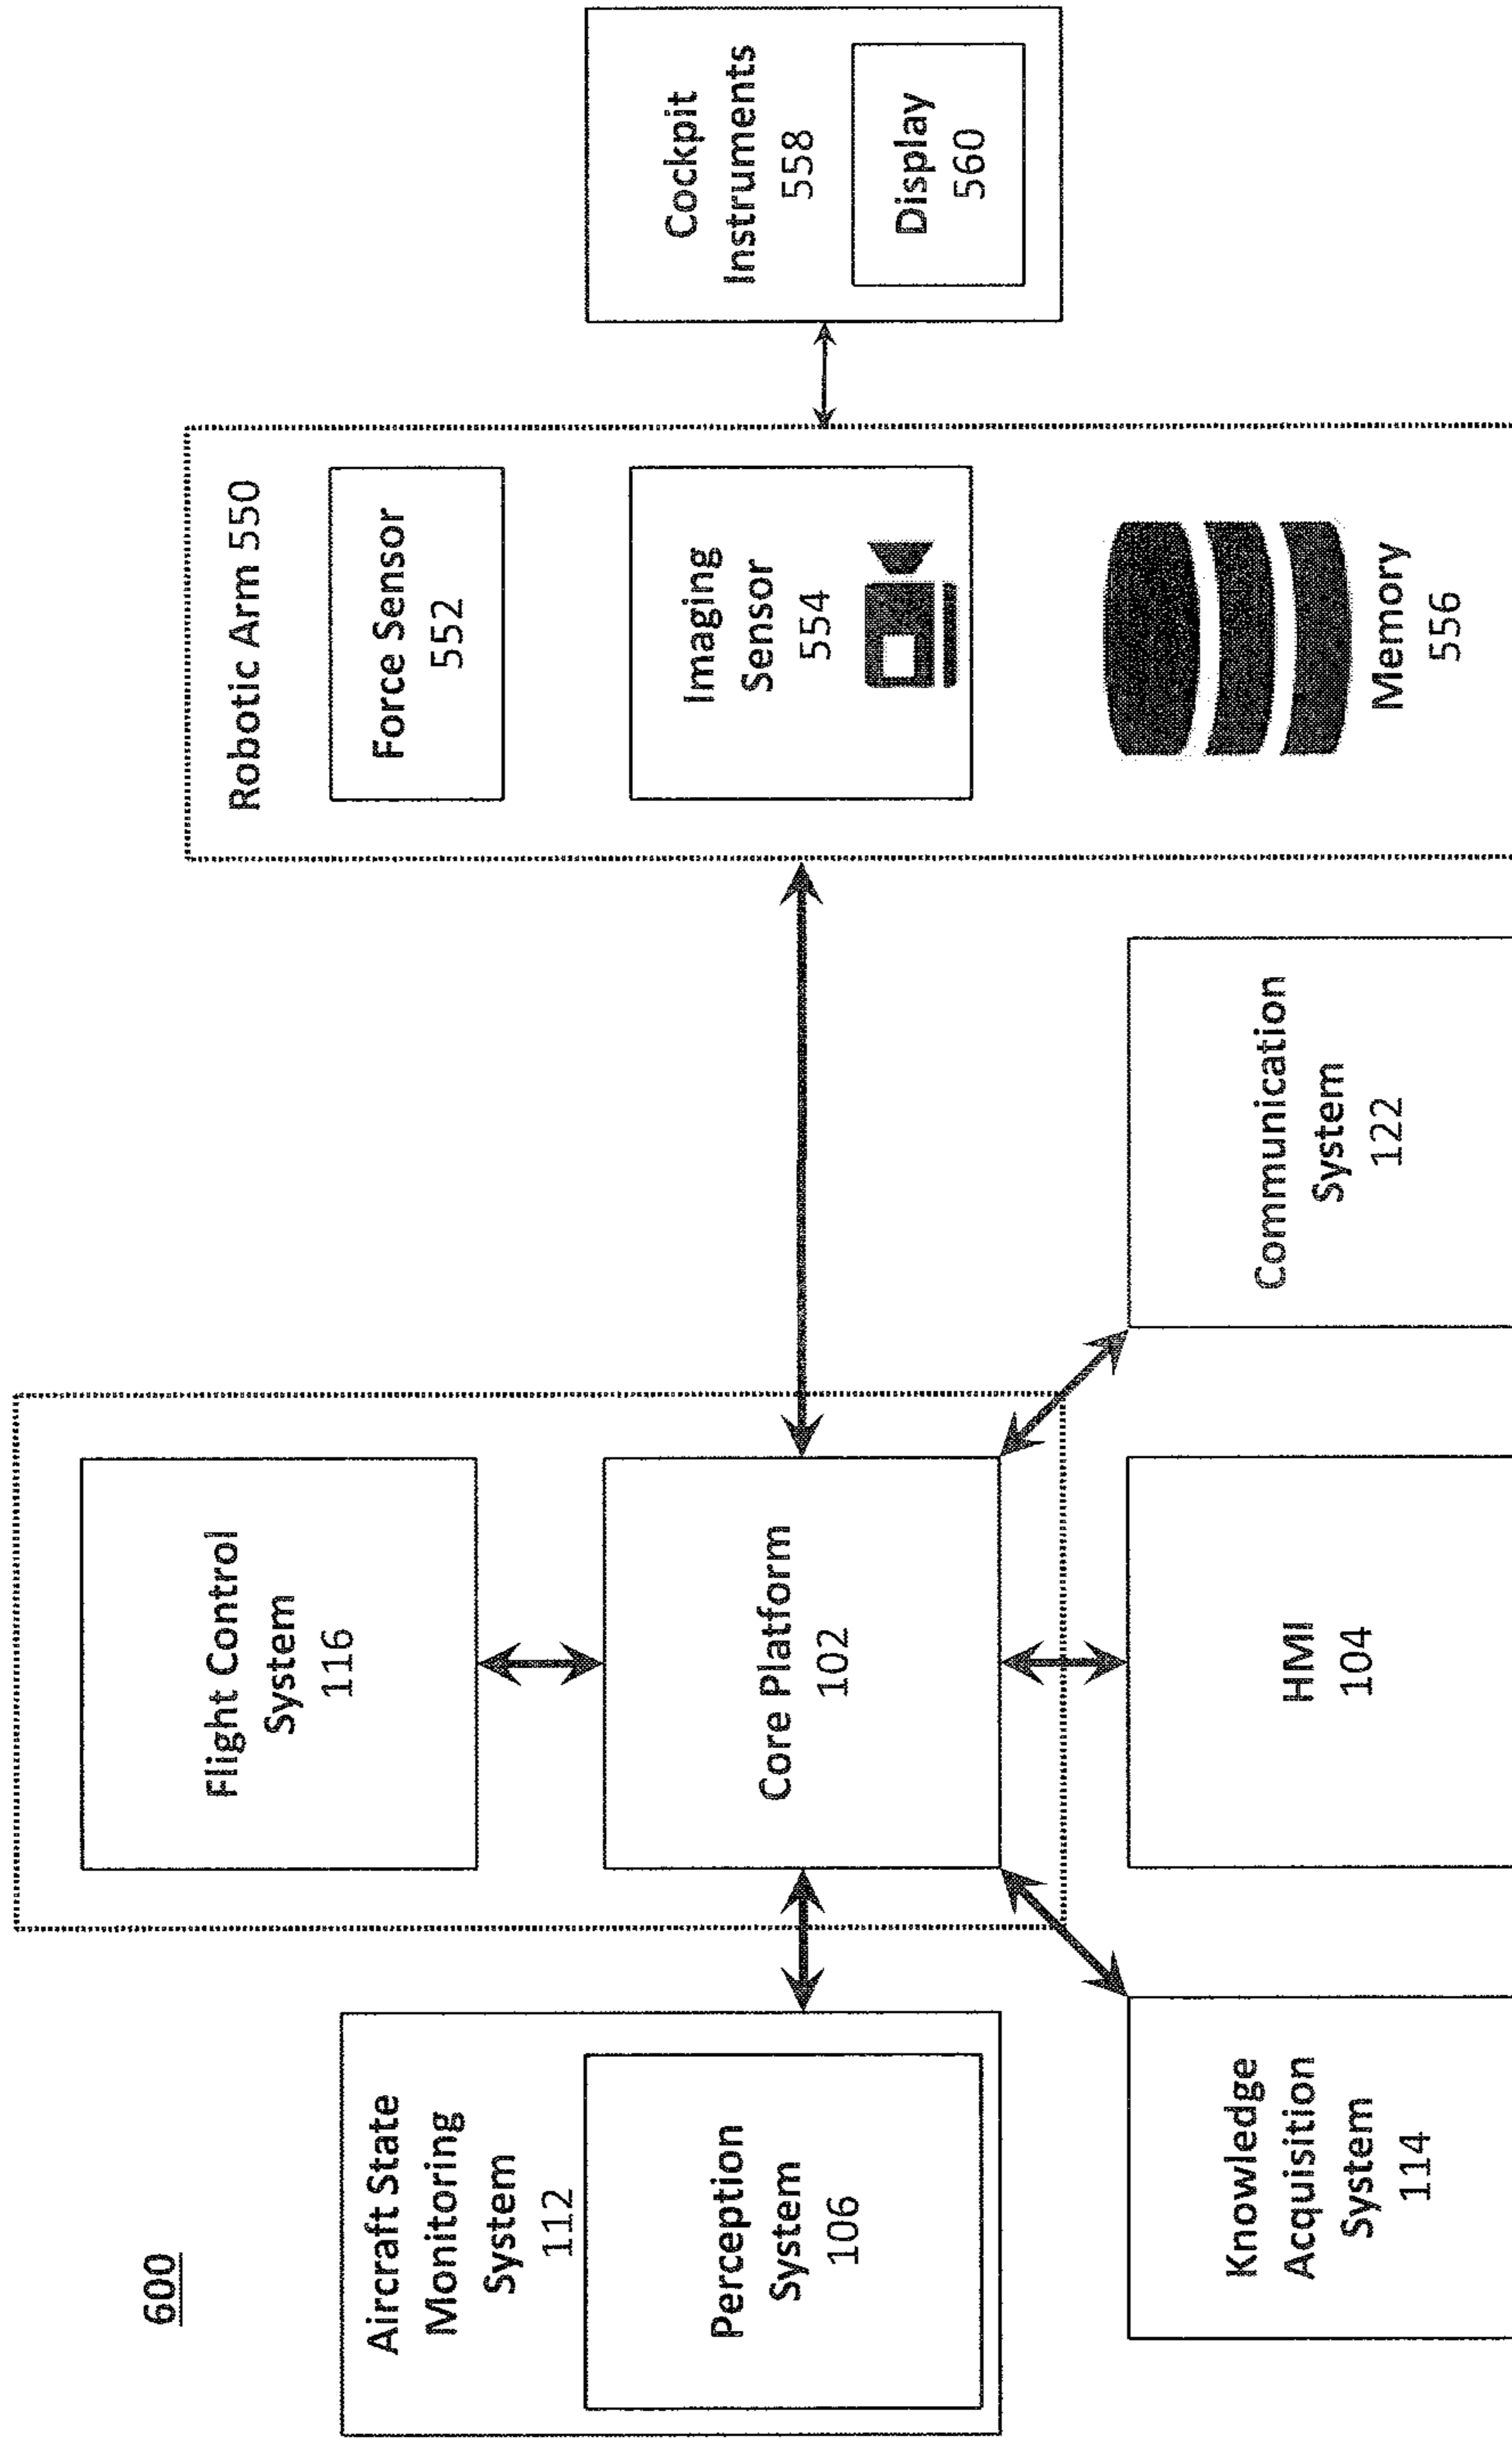 600
Aircraft State
Monitoring
System
112
Perception
System
106
Knowledge
Acquisition
System
114
Flight Control
System
116
Core Platform
102
HMI
104
Communication
System
122
Robotic Arm 550
Force Sensor
552
Imaging
Sensor
554
Memory
556
Cockpit
Instruments
558
Display
560